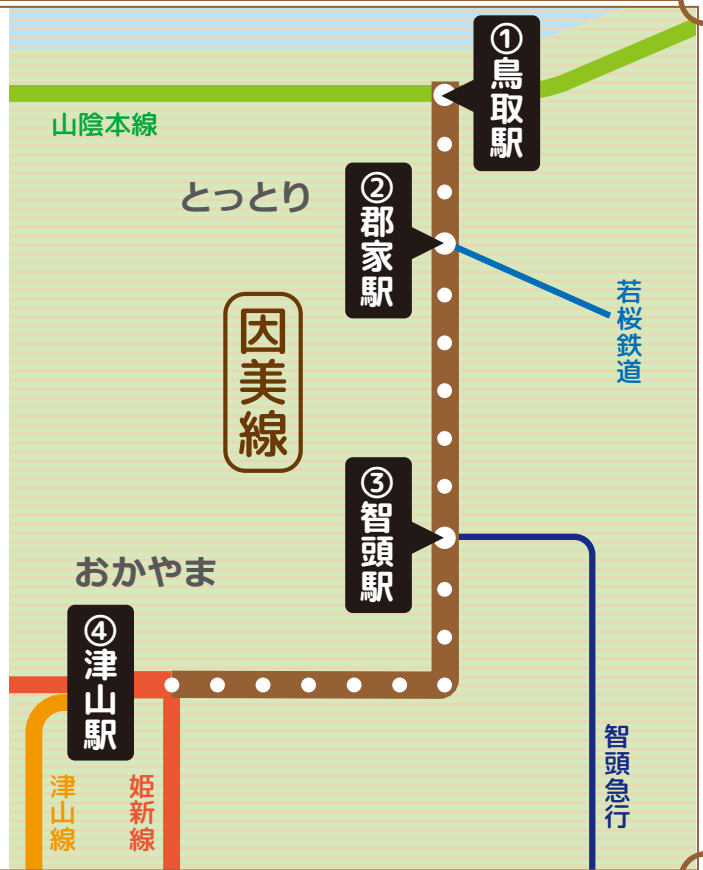 ①鳥取駅
山陰本線
とっとり
②郡家駅
若桜鉄道
因美線
③智頭駅
おかやま
④津山駅
智頭急行
津山線
姫新線